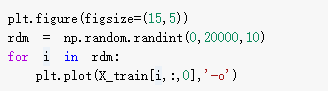 plt.figure(figsize=(15,5))
rdm = np.random.randint(0,20000,10)
for i in rdm:
    plt.plot(X_train[i,:,0],'-o')